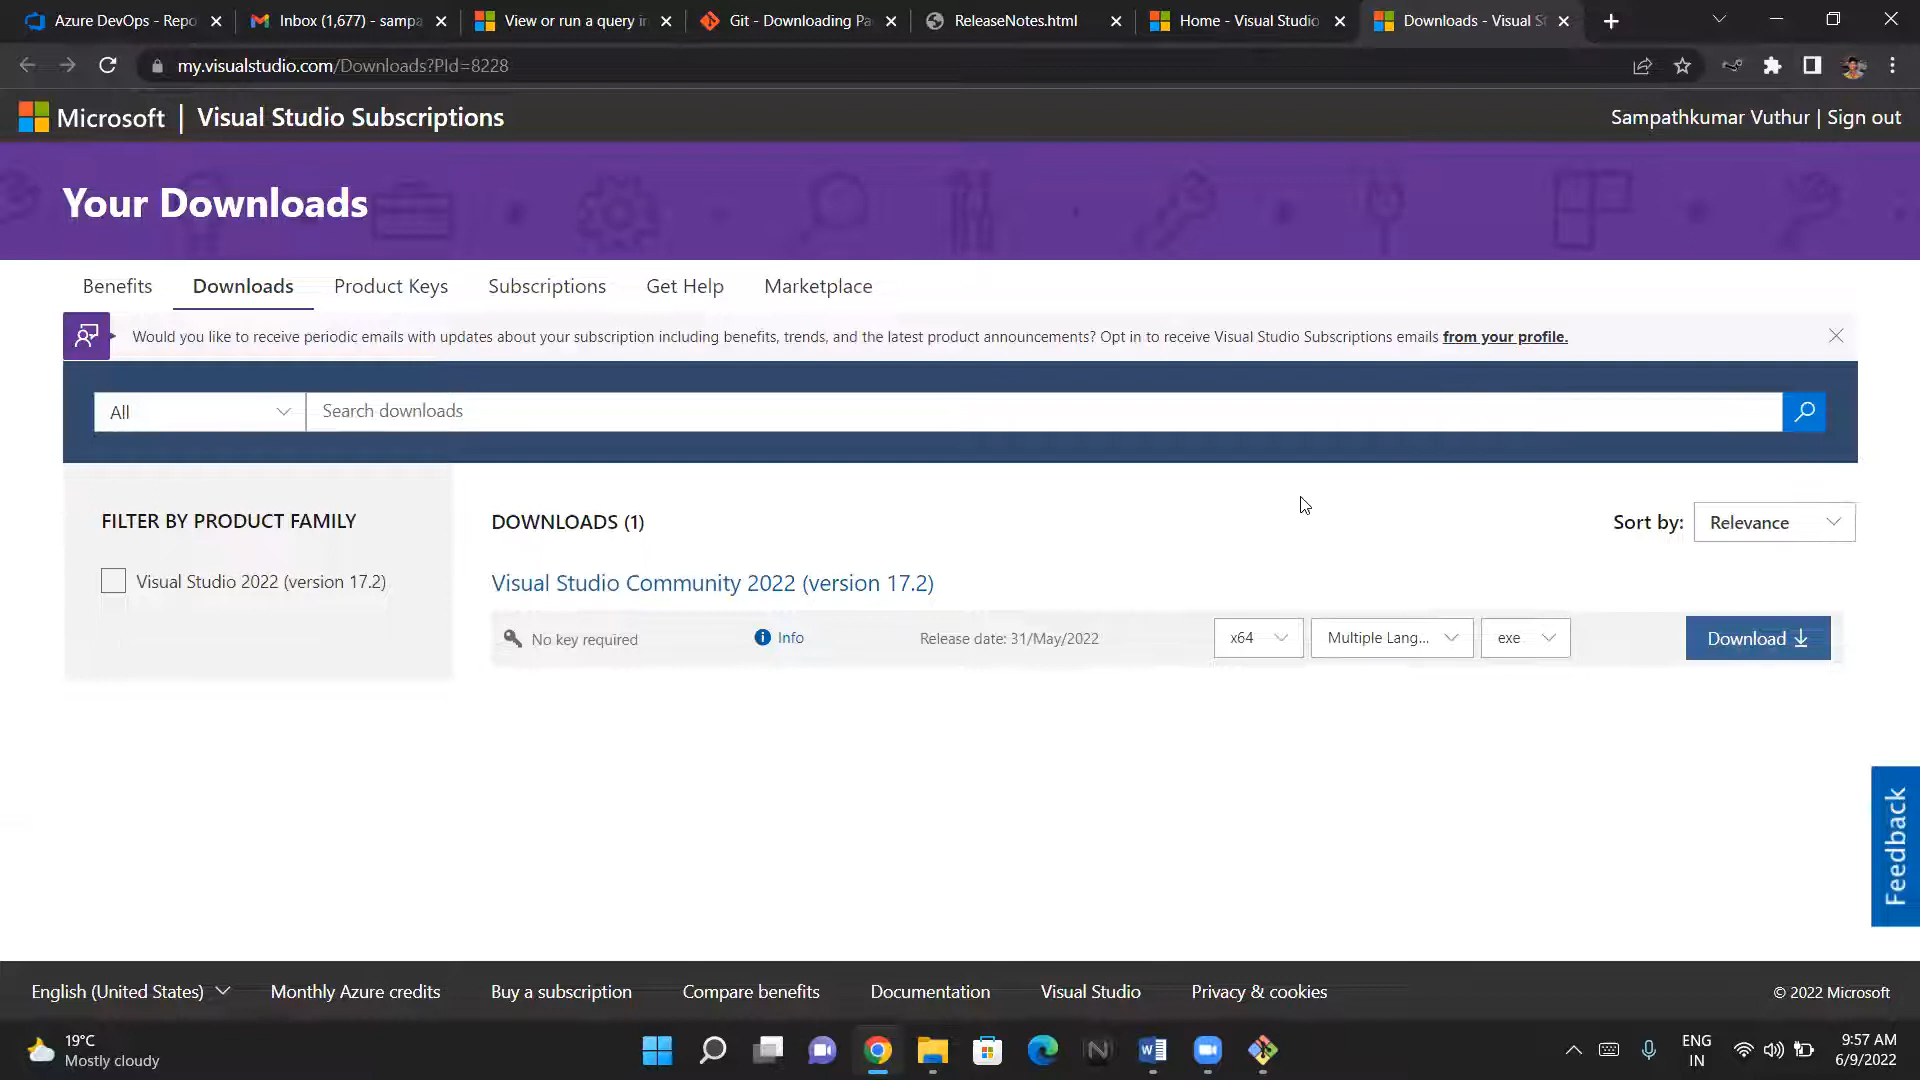 Azure DevOps - Repo
Inbox (1,677) - sampa
View or run a query in
Git - Downloading Pa
ReleaseNotes.html
Home - Visual Studio
Downloads - Visual St
my.visualstudio.com/Downloads?PId=8228
Microsoft | Visual Studio Subscriptions
Sampathkumar Vuthur | Sign out
Your Downloads
Benefits
Downloads
Product Keys
Subscriptions
Get Help
Marketplace
Would you like to receive periodic emails with updates about your subscription including benefits, trends, and the latest product announcements? Opt in to receive Visual Studio Subscriptions emails from your profile.
All
Search downloads
FILTER BY PRODUCT FAMILY
Visual Studio 2022 (version 17.2)
DOWNLOADS (1)
Sort by: Relevance
Visual Studio Community 2022 (version 17.2)
No key required
Info
Release date: 31/May/2022
x64
Multiple Lang...
exe
Download
Feedback
English (United States)
Monthly Azure credits
Buy a subscription
Compare benefits
Documentation
Visual Studio
Privacy & cookies
© 2022 Microsoft
19°C
Mostly cloudy
ENG
IN
9:57 AM
6/9/2022